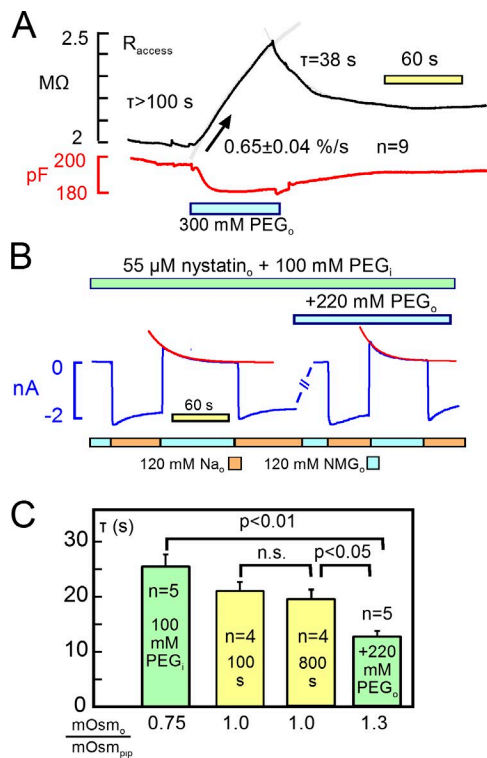 A
2.5
R access
MΩ
τ=38 s
60 s
τ>100 s
2
0.65±0.04 %/s
n=9
200
pF
180
300 mM PEGo
B
55 µM nystatino + 100 mM PEGi
+220 mM PEGo
0
nA
-2
60 s
120 mM Nao
120 mM NMGo
C
τ (s)
p<0.01
30
n.s.
p<0.05
20
10
0
n=5
100
mM
PEGi
n=4
100
s
n=4
800
s
n=5
+220
mM
PEGo
mOsmo
mOsmpip
0.75
1.0
1.0
1.3